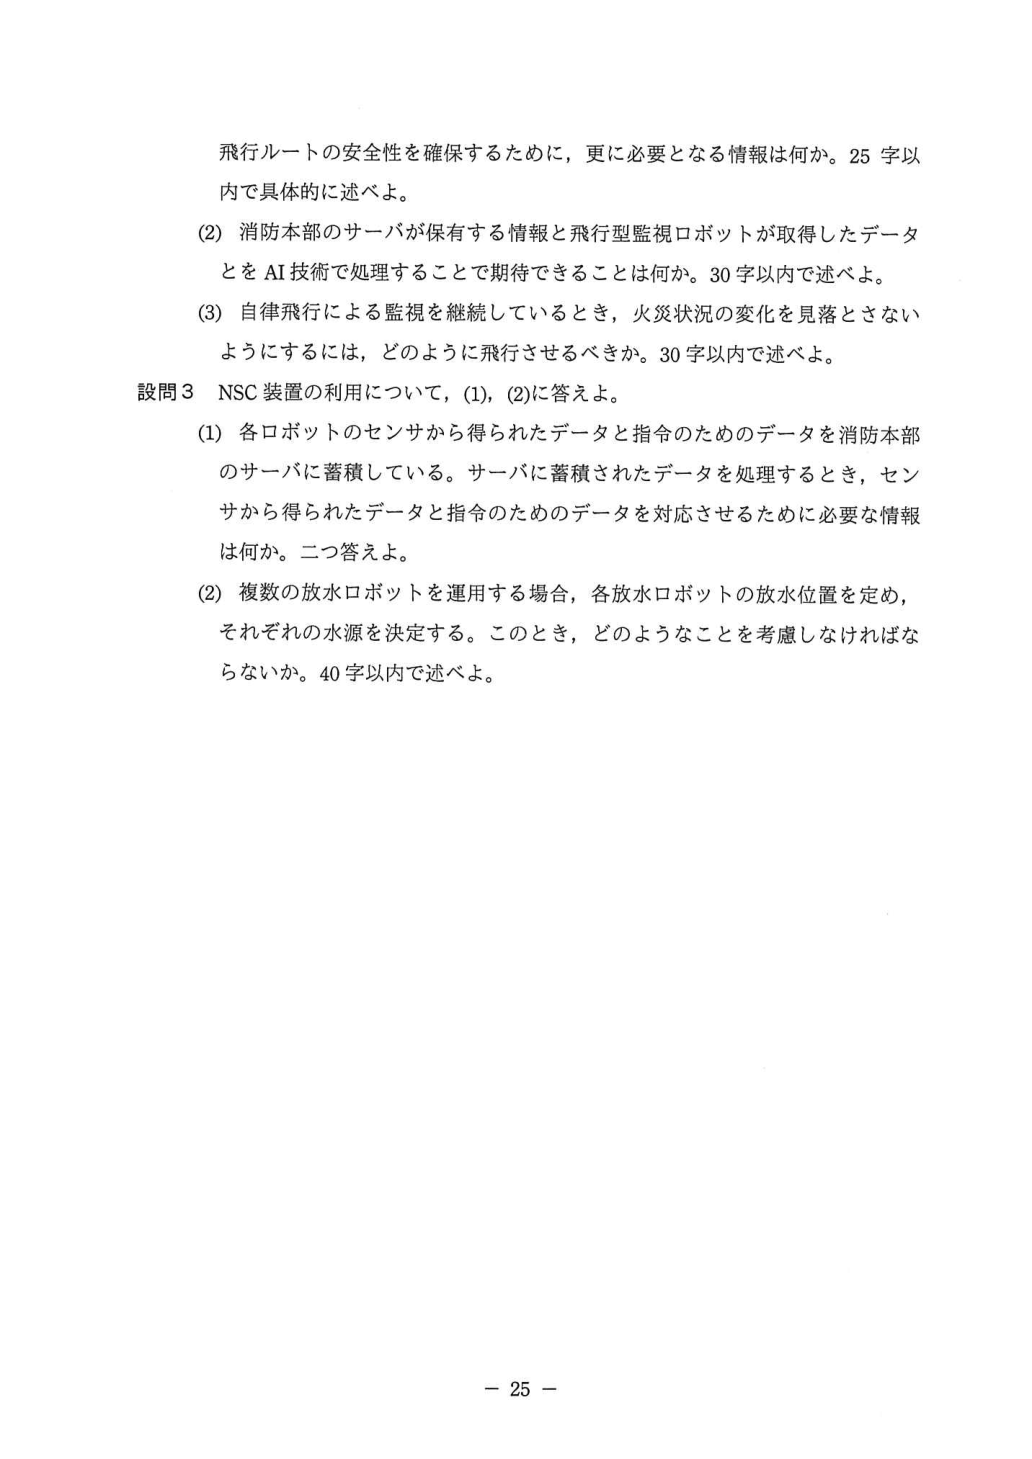 飛行ルートの安全性を確保するために，更に必要となる情報は何か。25 字以
内で具体的に述べよ。
(2) 消防本部のサーバが保有する情報と飛行型監視ロボットが取得したデータ
とを AI 技術で処理することで期待できることは何か。30 字以内で述べよ。
(3) 自律飛行による監視を継続しているとき，火災状況の変化を見落とさない
ようにするには，どのように飛行させるべきか。30 字以内で述べよ。
設問３ NSC 装置の利用について，(1)，(2)に答えよ。
(1) 各ロボットのセンサから得られたデータと指令のためのデータを消防本部
のサーバに蓄積している。サーバに蓄積されたデータを処理するとき，セン
サから得られたデータと指令のためのデータを対応させるために必要な情報
は何か。二つ答えよ。
(2) 複数の放水ロボットを運用する場合，各放水ロボットの放水位置を定め，
それぞれの水源を決定する。このとき，どのようなことを考慮しなければな
らないか。40 字以内で述べよ。
－ 25 －